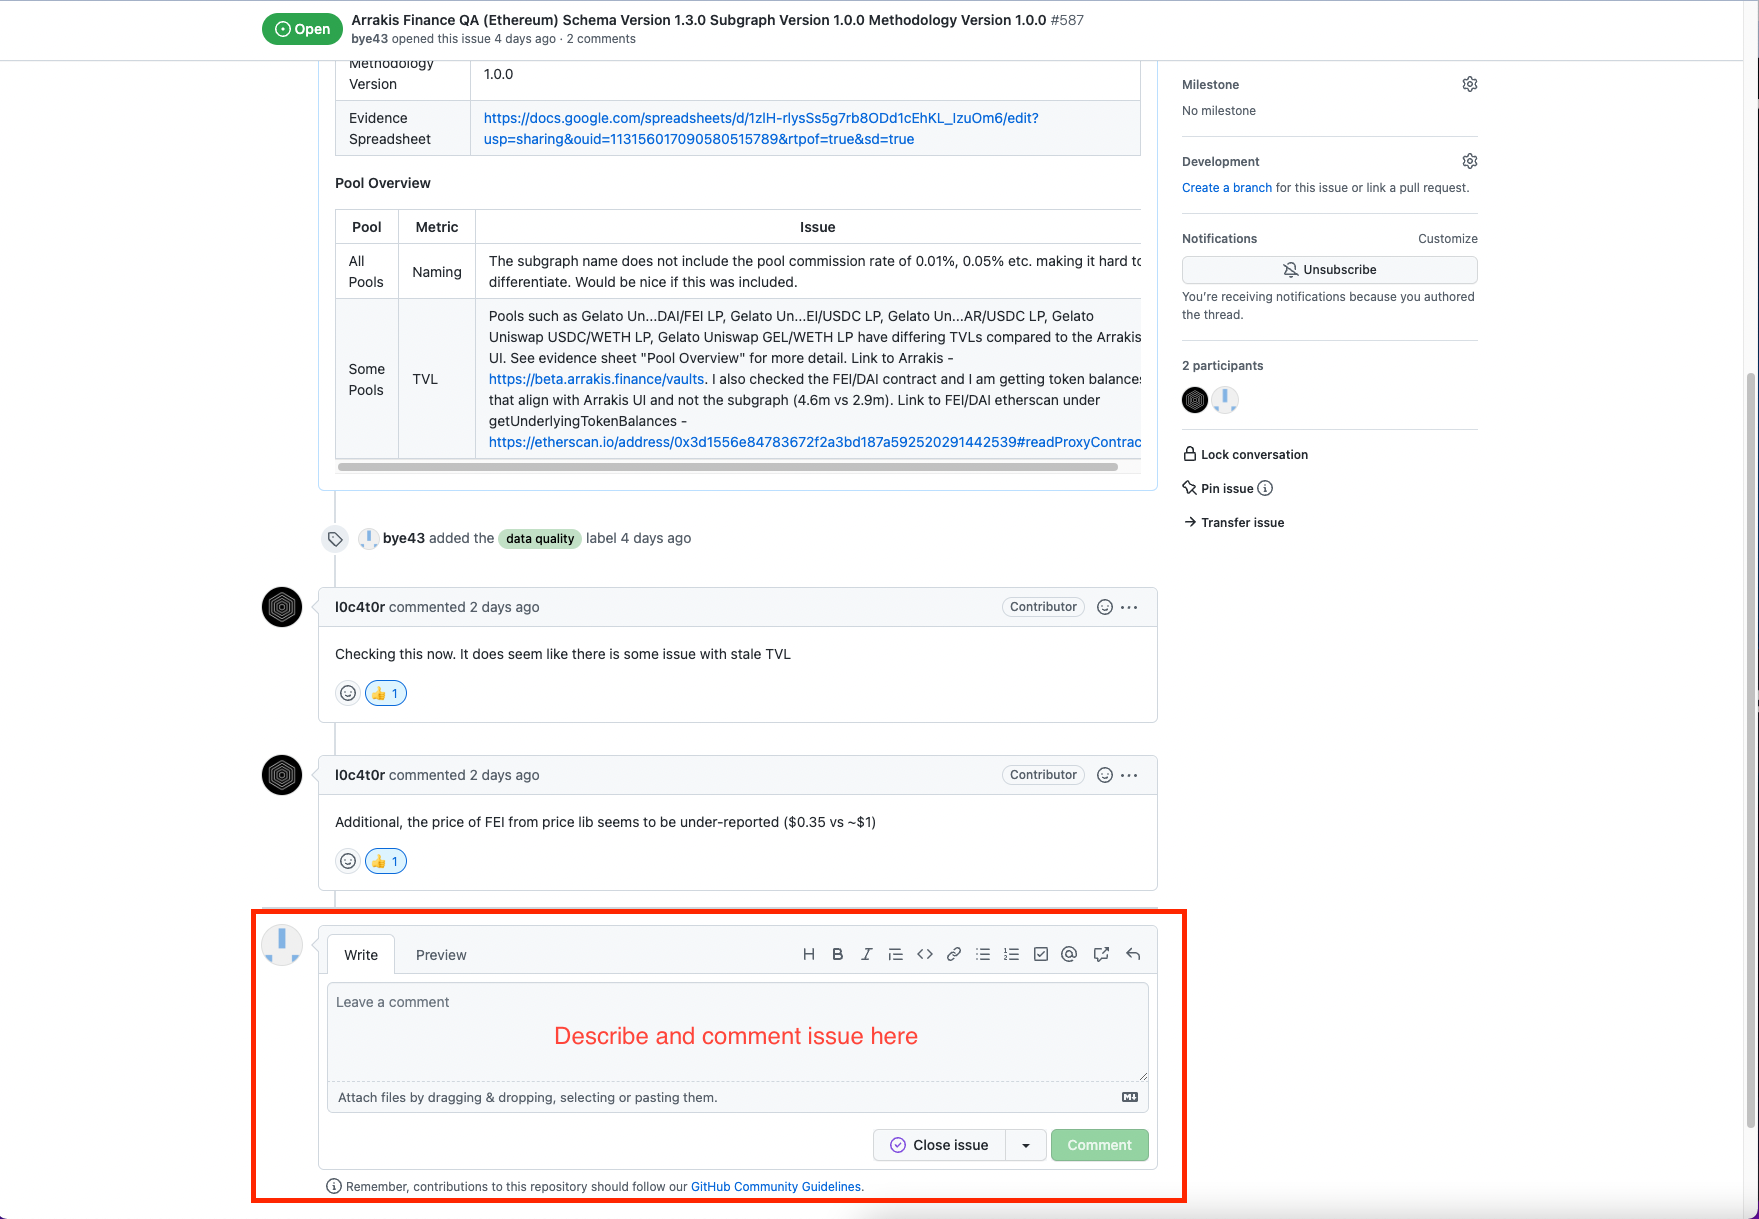 Open
Arrakis Finance QA (Ethereum) Schema Version 1.3.0 Subgraph Version 1.0.0 Methodology Version 1.0.0 #587
bye43 opened this issue 4 days ago · 2 comments
Methodology
Version
1.0.0
Evidence
Spreadsheet
https://docs.google.com/spreadsheets/d/1zlH-rlysSs5g7rb8ODd1cEhKL_IzuOm6/edit?
usp=sharing&ouid=113156017090580515789&rtpof=true&sd=true
Pool Overview
Pool Metric Issue
All
Pools
Naming
The subgraph name does not include the pool commission rate of 0.01%, 0.05% etc. making it hard to
differentiate. Would be nice if this was included.
Some
Pools
TVL
Pools such as Gelato Un...DAI/FEI LP, Gelato Un...EI/USDC LP, Gelato Un...AR/USDC LP, Gelato
Uniswap USDC/WETH LP, Gelato Uniswap GEL/WETH LP have differing TVLs compared to the Arrakis
UI. See evidence sheet "Pool Overview" for more detail. Link to Arrakis -
https://beta.arrakis.finance/vaults. I also checked the FEI/DAI contract and I am getting token balances
that align with Arrakis UI and not the subgraph (4.6m vs 2.9m). Link to FEI/DAI etherscan under
getUnderlyingTokenBalances -
https://etherscan.io/address/0x3d1556e84783672f2a3bd187a592520291442539#readProxyContrac
bye43 added the data quality label 4 days ago
l0c4t0r commented 2 days ago
Contributor
Checking this now. It does seem like there is some issue with stale TVL
👍 1
l0c4t0r commented 2 days ago
Contributor
Additional, the price of FEI from price lib seems to be under-reported ($0.35 vs ~$1)
👍 1
Write Preview
Leave a comment
Describe and comment issue here
Attach files by dragging & dropping, selecting or pasting them.
Close issue
Comment
Remember, contributions to this repository should follow our GitHub Community Guidelines.
Milestone
No milestone
Development
Create a branch for this issue or link a pull request.
Notifications
Customize
Unsubscribe
You're receiving notifications because you authored
the thread.
2 participants
Lock conversation
Pin issue
Transfer issue